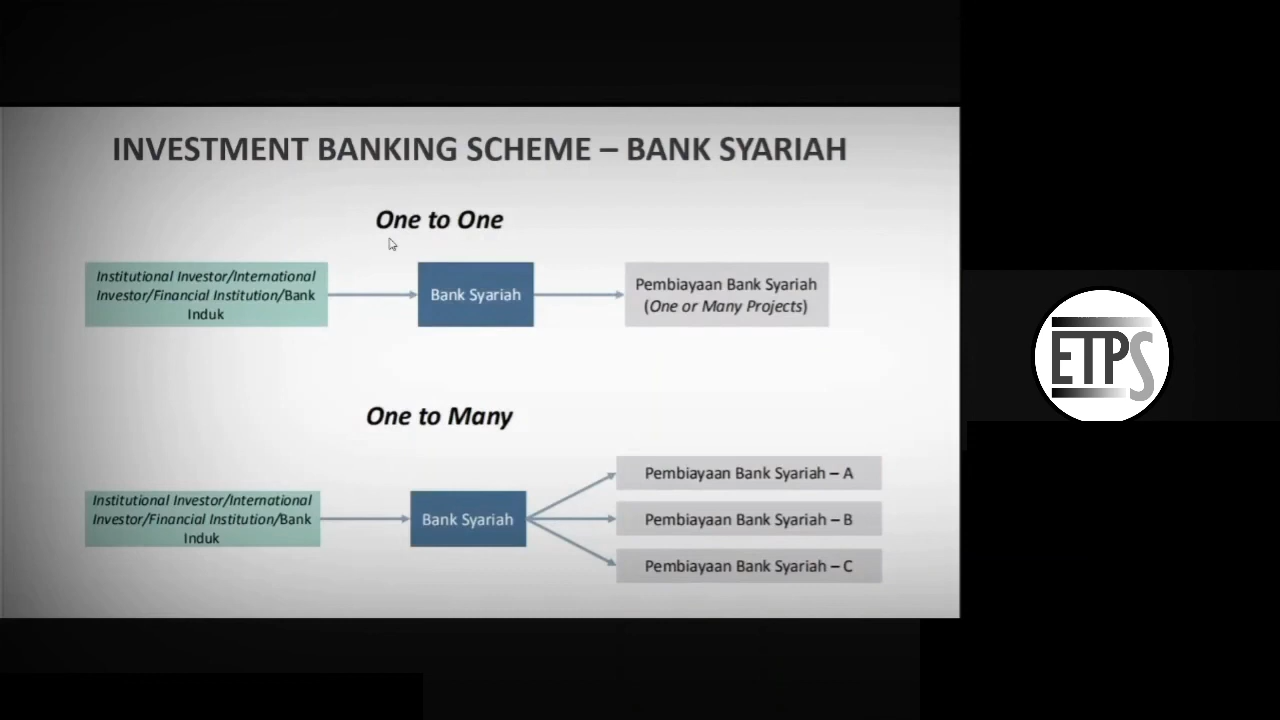 INVESTMENT BANKING SCHEME – BANK SYARIAH
One to One
Institutional Investor/International
Investor/Financial Institution/Bank
Induk
Bank Syariah
Pembiayaan Bank Syariah
(One or Many Projects)
One to Many
Institutional Investor/International
Investor/Financial Institution/Bank
Induk
Bank Syariah
Pembiayaan Bank Syariah – A
Pembiayaan Bank Syariah – B
Pembiayaan Bank Syariah – C
ETPS